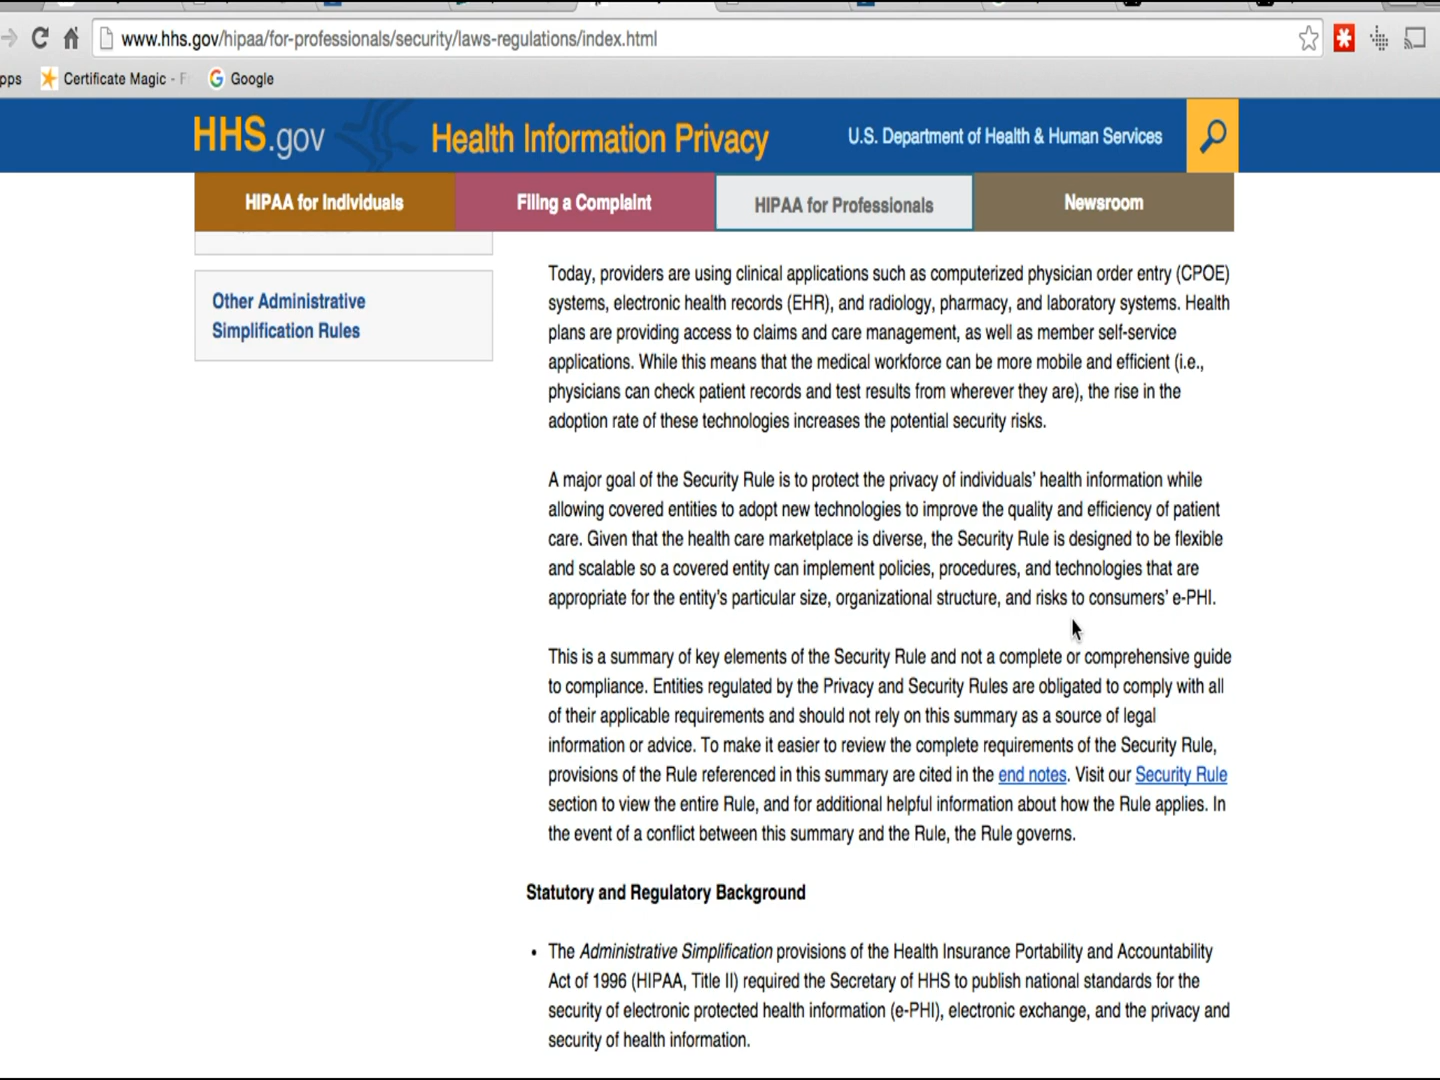 www.hhs.gov/hipaa/for-professionals/security/laws-regulations/index.html
pps Certificate Magic - F Google
HHS.gov Health Information Privacy U.S. Department of Health & Human Services
HIPAA for Individuals Filing a Complaint HIPAA for Professionals Newsroom
Other Administrative
Simplification Rules
Today, providers are using clinical applications such as computerized physician order entry (CPOE)
systems, electronic health records (EHR), and radiology, pharmacy, and laboratory systems. Health
plans are providing access to claims and care management, as well as member self-service
applications. While this means that the medical workforce can be more mobile and efficient (i.e.,
physicians can check patient records and test results from wherever they are), the rise in the
adoption rate of these technologies increases the potential security risks.
A major goal of the Security Rule is to protect the privacy of individuals' health information while
allowing covered entities to adopt new technologies to improve the quality and efficiency of patient
care. Given that the health care marketplace is diverse, the Security Rule is designed to be flexible
and scalable so a covered entity can implement policies, procedures, and technologies that are
appropriate for the entity's particular size, organizational structure, and risks to consumers' e-PHI.
This is a summary of key elements of the Security Rule and not a complete or comprehensive guide
to compliance. Entities regulated by the Privacy and Security Rules are obligated to comply with all
of their applicable requirements and should not rely on this summary as a source of legal
information or advice. To make it easier to review the complete requirements of the Security Rule,
provisions of the Rule referenced in this summary are cited in the end notes. Visit our Security Rule
section to view the entire Rule, and for additional helpful information about how the Rule applies. In
the event of a conflict between this summary and the Rule, the Rule governs.
Statutory and Regulatory Background
• The Administrative Simplification provisions of the Health Insurance Portability and Accountability
Act of 1996 (HIPAA, Title II) required the Secretary of HHS to publish national standards for the
security of electronic protected health information (e-PHI), electronic exchange, and the privacy and
security of health information.